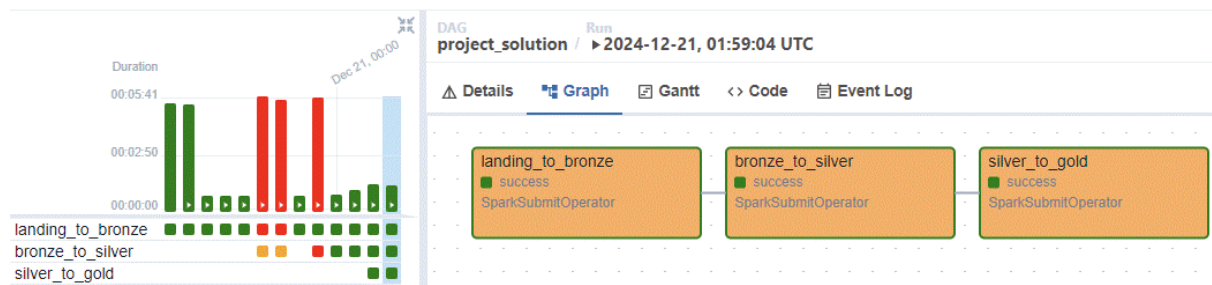 Duration
Dec 21, 00:00
00:05:41
00:02:50
00:00:00
landing_to_bronze
bronze_to_silver
silver_to_gold
DAG
Run
project_solution / 2024-12-21, 01:59:04 UTC
Details Graph Gantt <> Code Event Log
landing_to_bronze
success
SparkSubmitOperator
bronze_to_silver
success
SparkSubmitOperator
silver_to_gold
success
SparkSubmitOperator